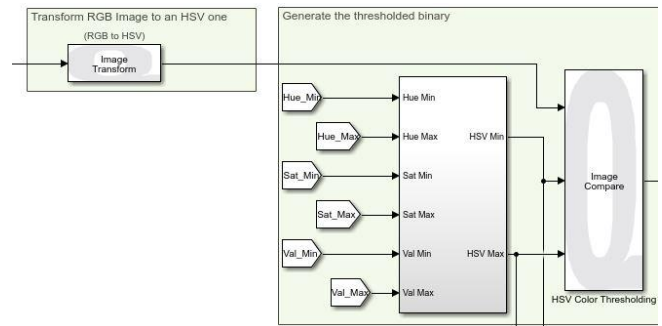 Transform RGB Image to an HSV one
(RGB to HSV)
Image
Transform
Generate the thresholded binary
Hue_Min
Hue Min
Hue_Max
Hue Max
HSV Min
Sat_Min
Sat Min
Sat_Max
Sat Max
Val_Min
Val Min
HSV Max
Val_Max
Val Max
Image
Compare
HSV Color Thresholding